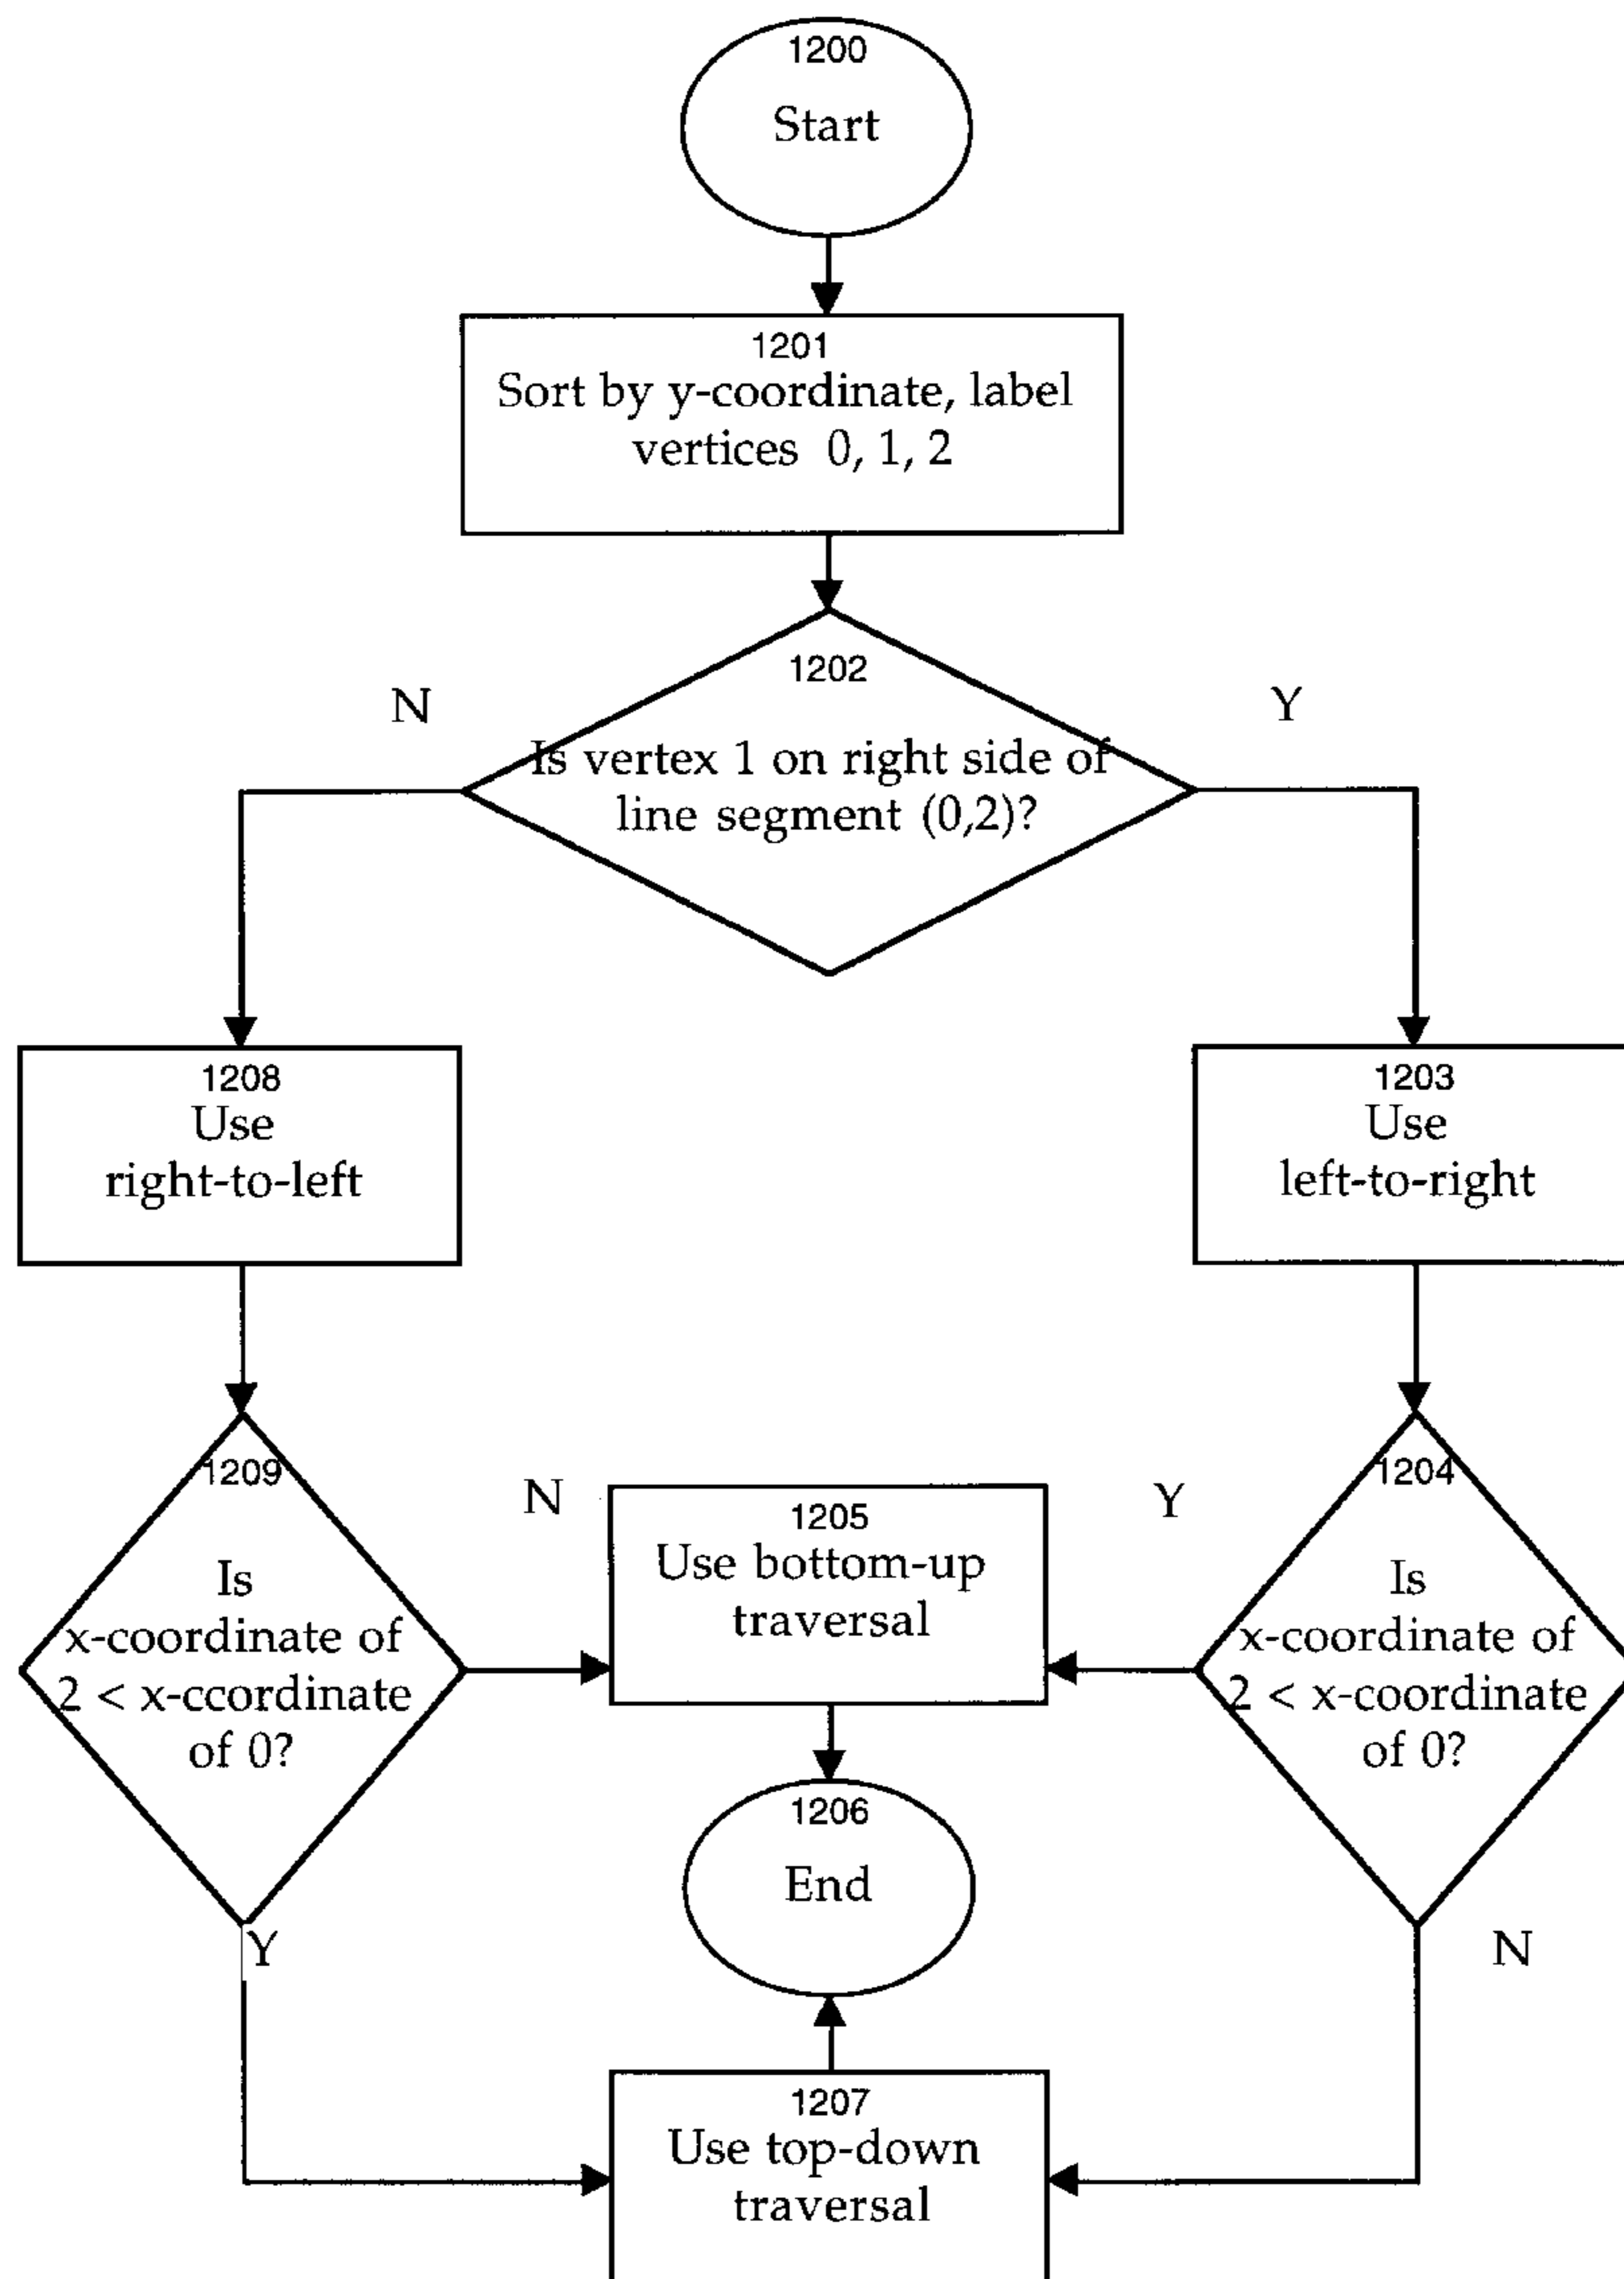 1200
Start
1201
Sort by y-coordinate, label
vertices 0, 1, 2
1202
N
Y
Is vertex 1 on right side of
line segment (0,2)?
1208
Use
right-to-left
1203
Use
left-to-right
1209
Is
x-coordinate of
2 < x-ccordinate
of 0?
N
Y
1205
Use bottom-up
traversal
Y
1204
Is
x-coordinate of
2 < x-coordinate
of 0?
N
1206
End
1207
Use top-down
traversal